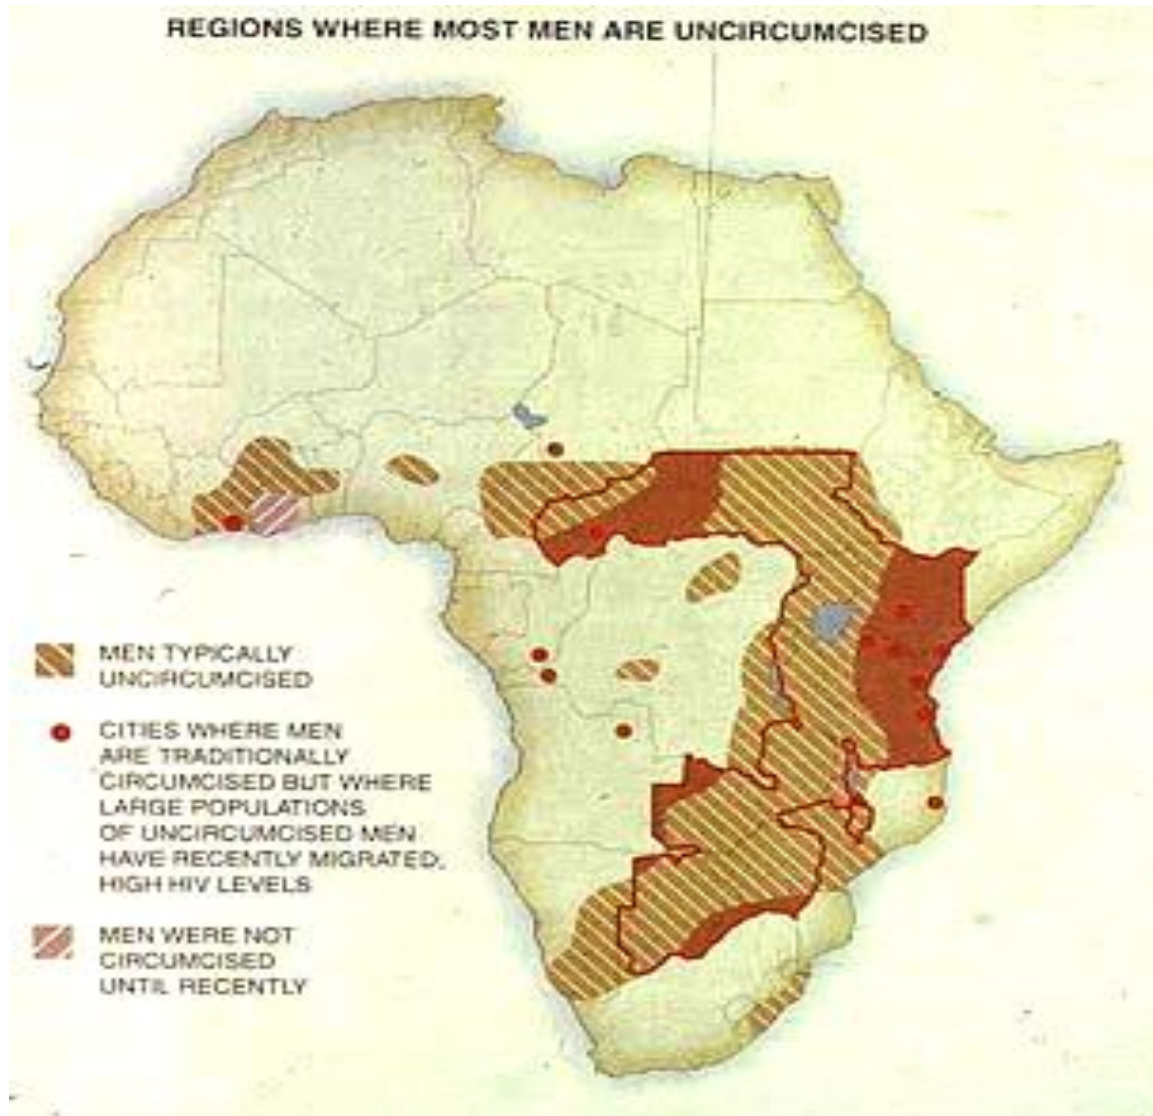 REGIONS WHERE MOST MEN ARE UNCIRCUMCISED
MEN TYPICALLY
UNCIRCUMCISED
CITIES WHERE MEN
ARE TRADITIONALLY
CIRCUMCISED BUT WHERE
LARGE POPULATIONS
OF UNCIRCUMCISED MEN
HAVE RECENTLY MIGRATED,
HIGH HIV LEVELS
MEN WERE NOT
CIRCUMCISED
UNTIL RECENTLY